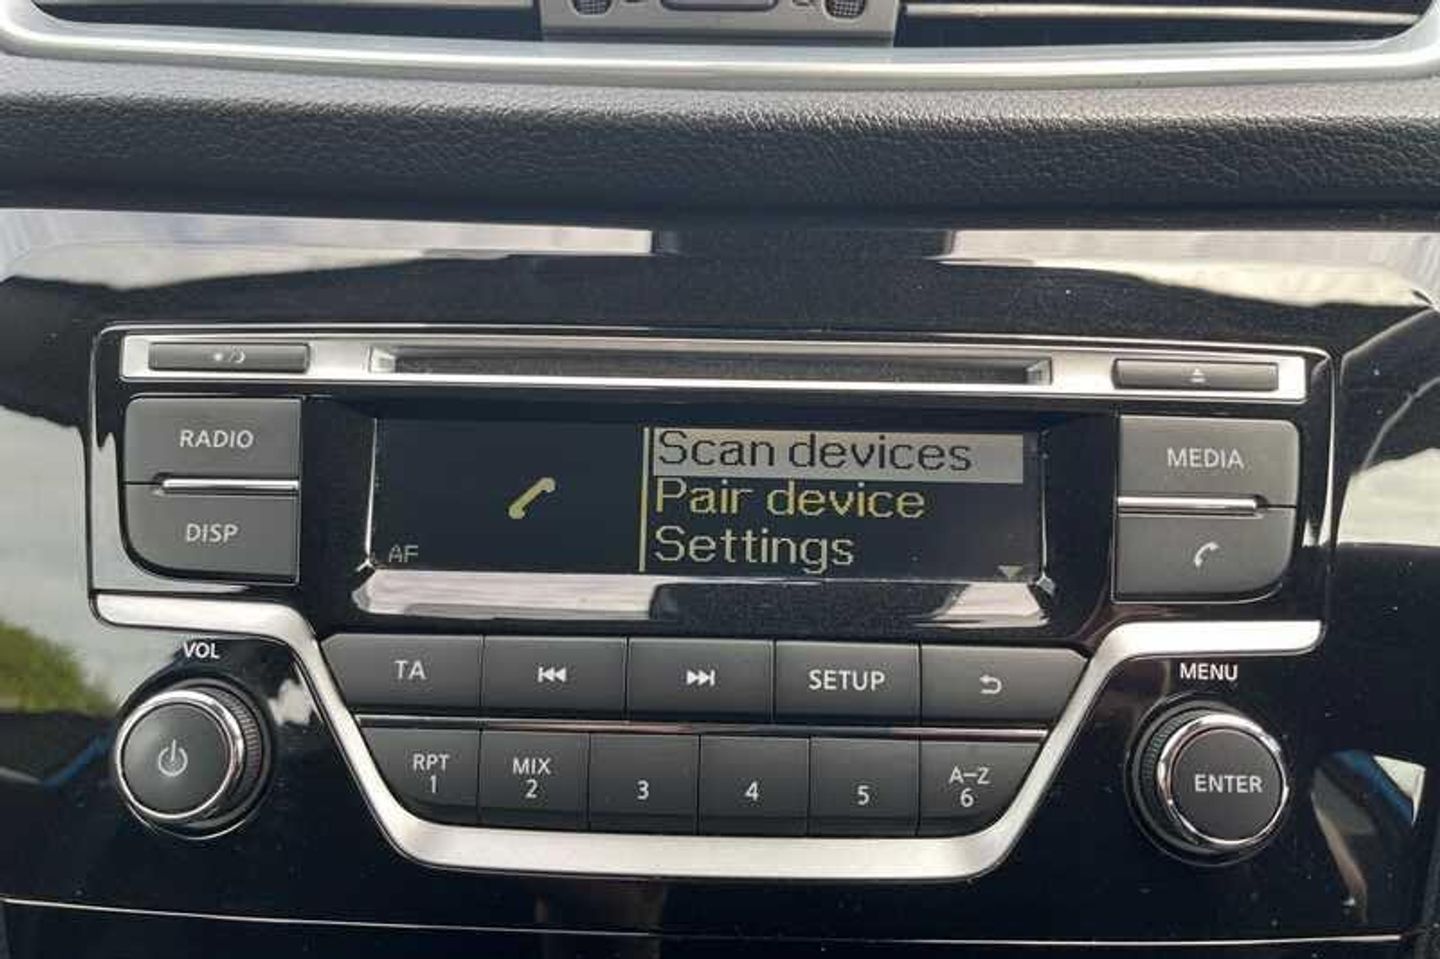 RADIO
DISP
Scan devices
Pair device
Settings
AF
MEDIA
VOL
TA
SETUP
MENU
RPT
1
MIX
2
3
4
5
A-Z
6
ENTER